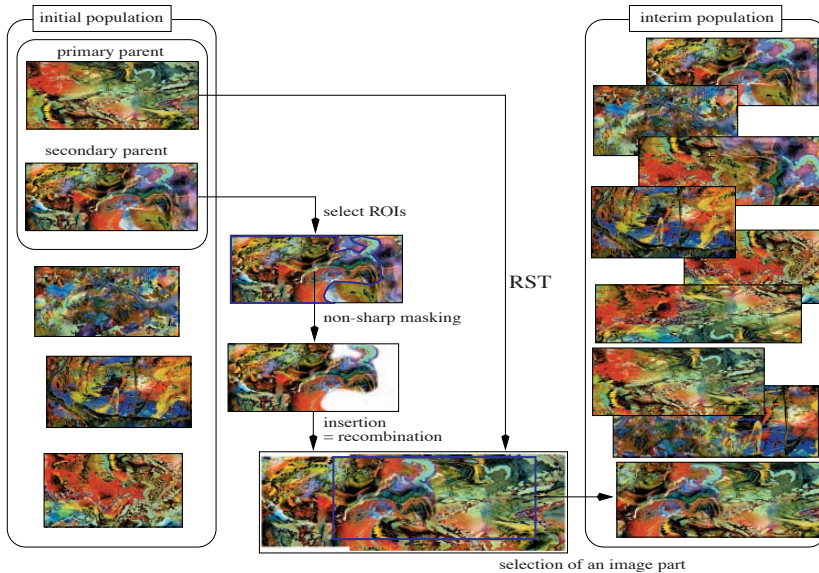 initial population
primary parent
secondary parent
select ROIs
non-sharp masking
insertion
= recombination
RST
selection of an image part
interim population